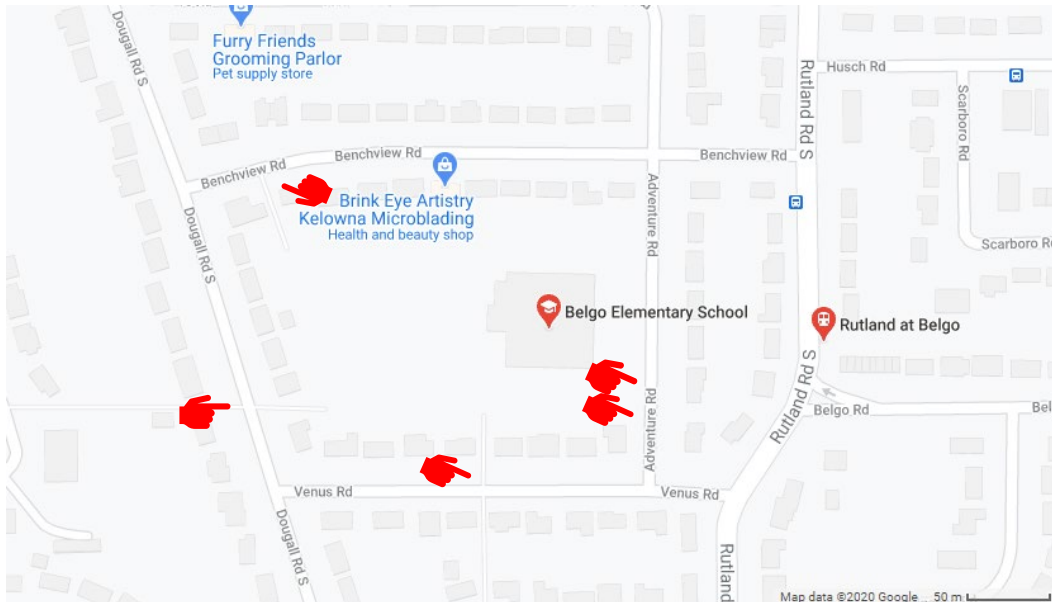 Furry Friends
Grooming Parlor
Pet supply store
Dougall Rd S
Rutland Rd S
Husch Rd
Scarboro Rd
Benchview Rd
Benchview Rd
Benchview Rd
Brink Eye Artistry
Kelowna Microblading
Health and beauty shop
Adventure Rd
Dougall Rd S
Scarboro R
Belgo Elementary School
Rutland at Belgo
Rutland Rd S
Adventure Rd
Belgo Rd
Bel
Venus Rd
Venus Rd
Dougall Rd S
Rutland
Map data ©2020 Google
50 m